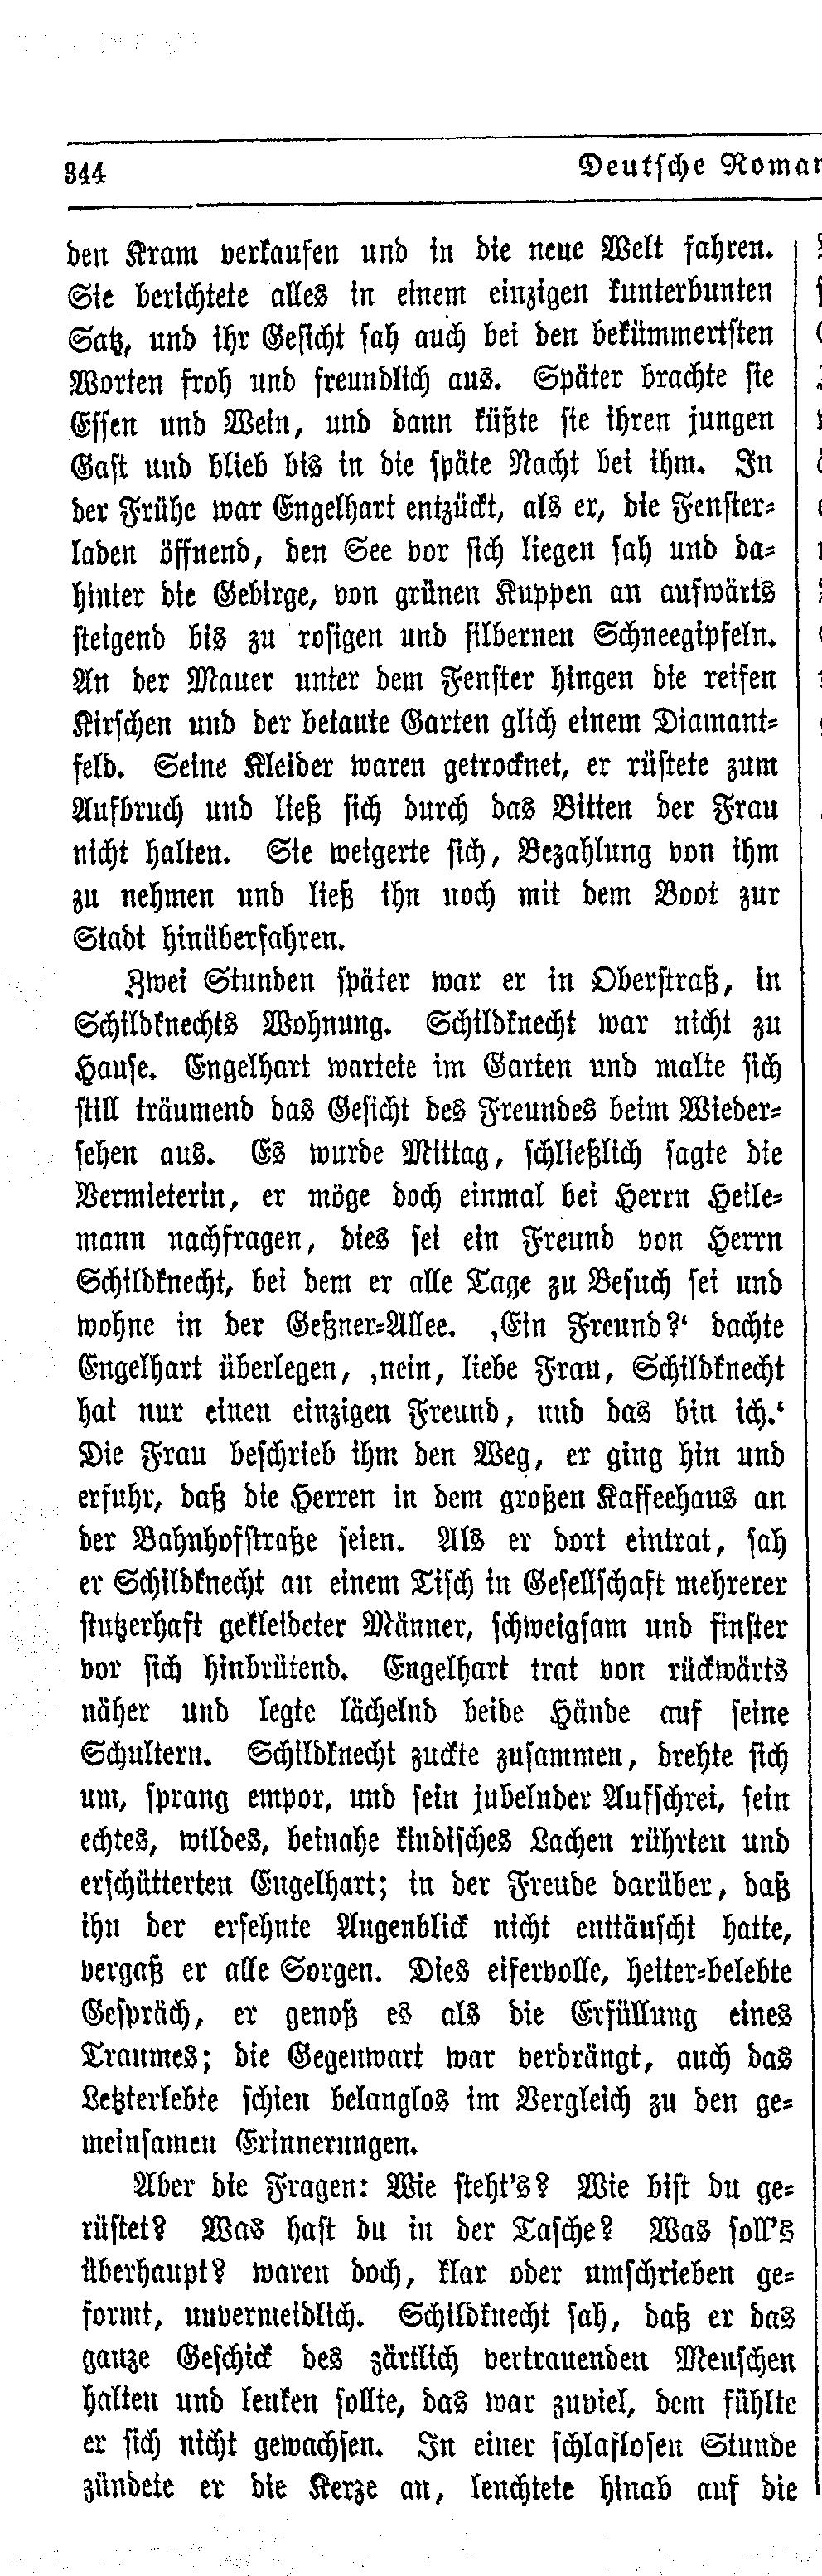 344
Deutsche Roman
den Kram verkaufen und in die neue Welt fahren.
Sie berichtete alles in einem einzigen kunterbunten
Satz, und ihr Gesicht sah auch bei den bekümmertsten
Worten froh und freundlich aus. Später brachte sie
Essen und Wein, und dann küßte sie ihren jungen
Gast und blieb bis in die späte Nacht bei ihm. In
der Frühe war Engelhart entzückt, als er, die Fenster-
laden öffnend, den See vor sich liegen sah und da-
hinter die Gebirge, von grünen Kuppen an aufwärts
steigend bis zu rosigen und silbernen Schneegipfeln.
An der Mauer unter dem Fenster hingen die reifen
Kirschen und der betaute Garten glich einem Diamant-
feld. Seine Kleider waren getrocknet, er rüstete zum
Aufbruch und ließ sich durch das Bitten der Frau
nicht halten. Sie weigerte sich, Bezahlung von ihm
zu nehmen und ließ ihn noch mit dem Boot zur
Stadt hinüberfahren.
Zwei Stunden später war er in Oberstraß, in
Schildknechts Wohnung. Schildknecht war nicht zu
Hause. Engelhart wartete im Garten und malte sich
still träumend das Gesicht des Freundes beim Wieder-
sehen aus. Es wurde Mittag, schließlich sagte die
Vermieterin, er möge doch einmal bei Herrn Heile-
mann nachfragen, dies sei ein Freund von Herrn
Schildknecht, bei dem er alle Tage zu Besuch sei und
wohne in der Geßner-Allee. ‚Ein Freund?‘ dachte
Engelhart überlegen, ‚nein, liebe Frau, Schildknecht
hat nur einen einzigen Freund, und das bin ich.‘
Die Frau beschrieb ihm den Weg, er ging hin und
erfuhr, daß die Herren in dem großen Kaffeehaus an
der Bahnhofstraße seien. Als er dort eintrat, sah
er Schildknecht an einem Tisch in Gesellschaft mehrerer
stutzerhaft gekleideter Männer, schweigsam und finster
vor sich hinbrütend. Engelhart trat von rückwärts
näher und legte lächelnd beide Hände auf seine
Schultern. Schildknecht zuckte zusammen, drehte sich
um, sprang empor, und sein jubelnder Aufschrei, sein
echtes, wildes, beinahe kindisches Lachen rührten und
erschütterten Engelhart; in der Freude darüber, daß
ihn der ersehnte Augenblick nicht enttäuscht hatte,
vergaß er alle Sorgen. Dies eifervolle, heiter-belebte
Gespräch, er genoß es als die Erfüllung eines
Traumes; die Gegenwart war verdrängt, auch das
Letzterlebte schien belanglos im Vergleich zu den ge-
meinsamen Erinnerungen.
Aber die Fragen: Wie steht's? Wie bist du ge-
rüstet? Was hast du in der Tasche? Was soll's
überhaupt? waren doch, klar oder umschrieben ge-
formt, unvermeidlich. Schildknecht sah, daß er das
ganze Geschick des zärtlich vertrauenden Menschen
halten und lenken sollte, das war zuviel, dem fühlte
er sich nicht gewachsen. In einer schlaflosen Stunde
zündete er die Kerze an, leuchtete hinab auf die